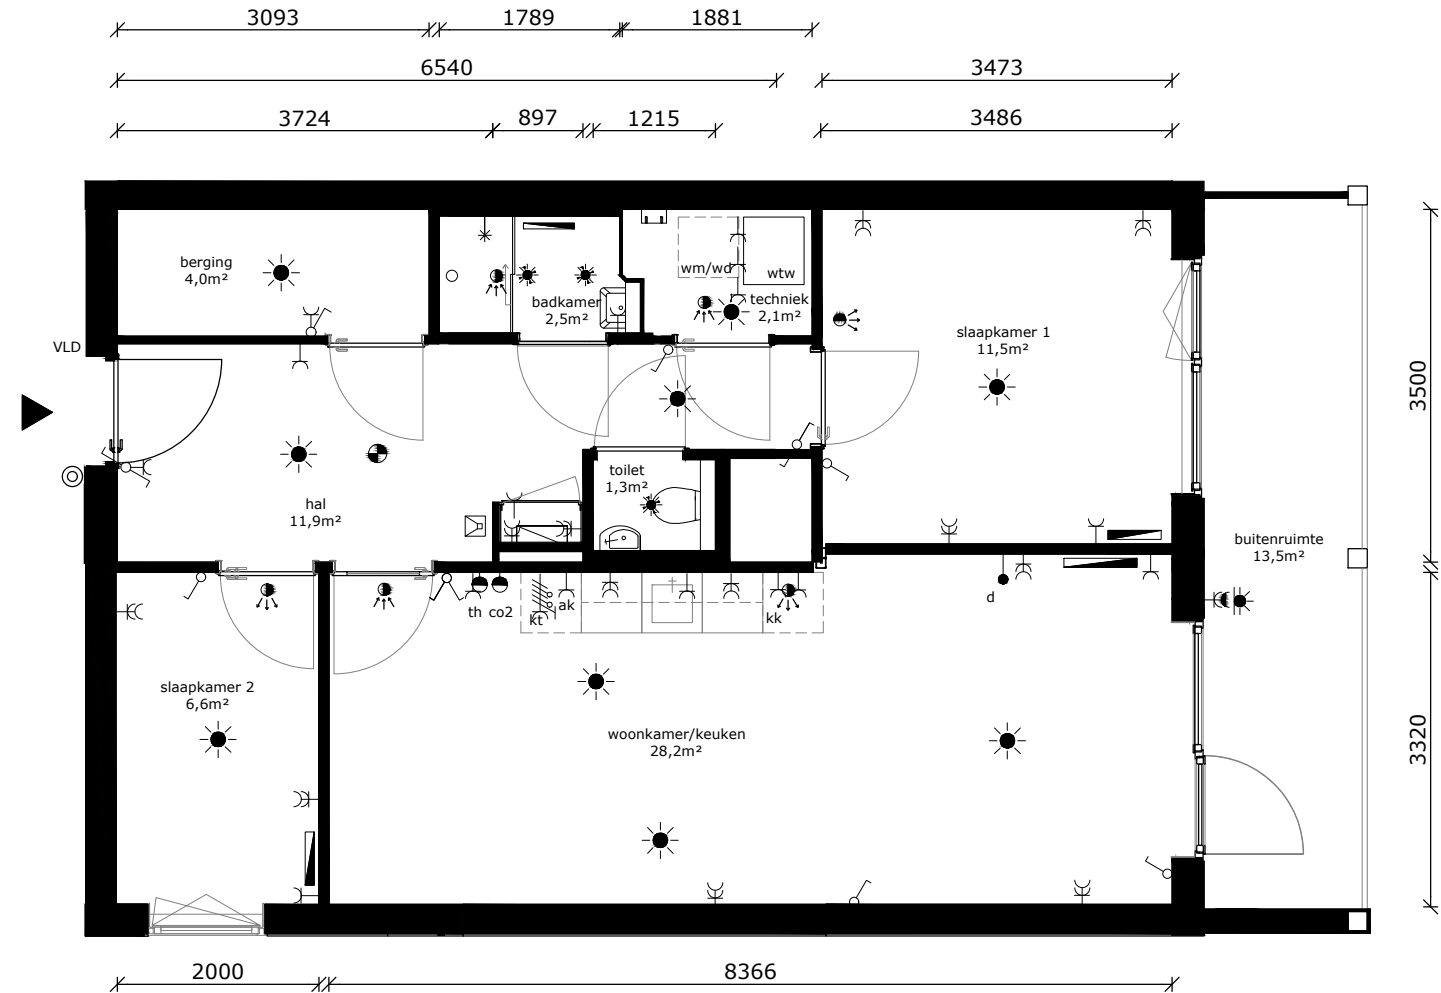 3093 1789 1881
6540 3473
3724 897 1215 3486
berging
4,0m²
badkamer
2,5m²
wm/wd
wtw
techniek
2,1m²
slaapkamer 1
11,5m²
VLD
hal
11,9m²
toilet
1,3m²
buitenruimte
13,5m²
3500
th co2
kt
ak
kk
d
slaapkamer 2
6,6m²
woonkamer/keuken
28,2m²
3320
2000 8366